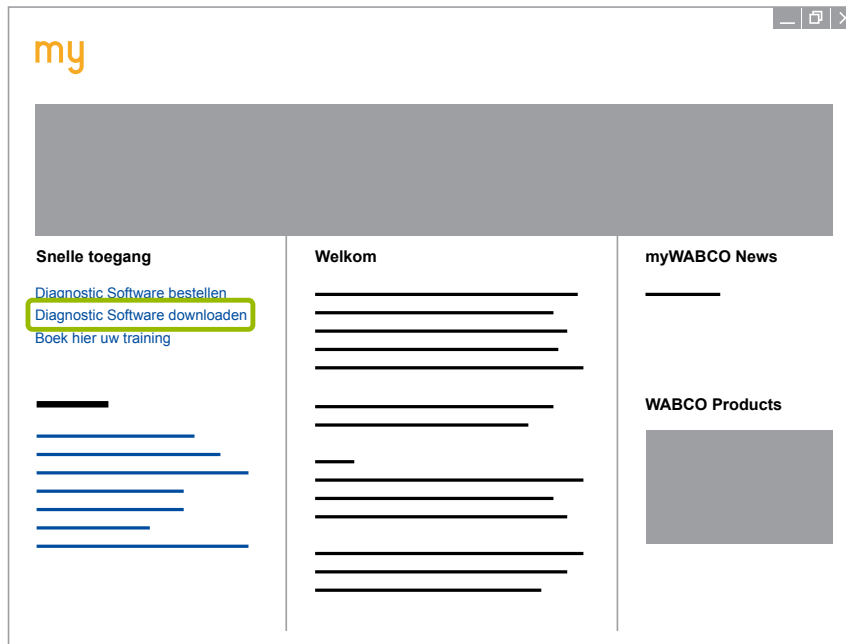 my
Snelle toegang
Diagnostic Software bestellen
Diagnostic Software downloaden
Boek hier uw training
Welkom
myWABCO News
WABCO Products